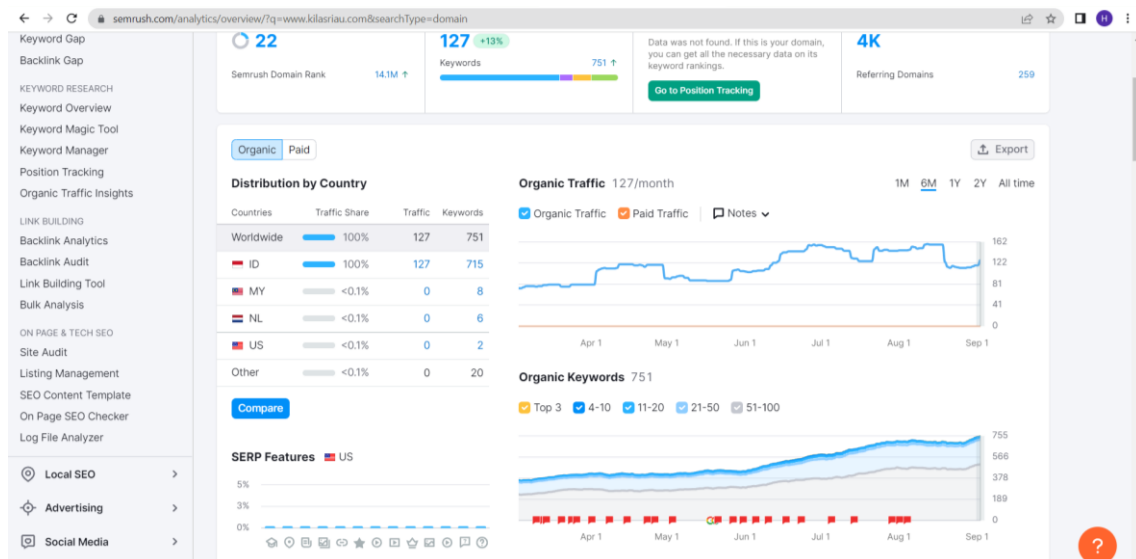 semrush.com/analytics/overview/?q=www.kilasriau.com&searchType=domain
H
Keyword Gap
Backlink Gap
KEYWORD RESEARCH
Keyword Overview
Keyword Magic Tool
Keyword Manager
Position Tracking
Organic Traffic Insights
LINK BUILDING
Backlink Analytics
Backlink Audit
Link Building Tool
Bulk Analysis
ON PAGE & TECH SEO
Site Audit
Listing Management
SEO Content Template
On Page SEO Checker
Log File Analyzer
Local SEO
Advertising
Social Media
22
Semrush Domain Rank 14.1M ↑
127 +13%
Keywords 751 ↑
Data was not found. If this is your domain,
you can get all the necessary data on its
keyword rankings.
Go to Position Tracking
4K
Referring Domains 259
Organic Paid
Export
Distribution by Country
Countries Traffic Share Traffic Keywords
Worldwide 100% 127 751
ID 100% 127 715
MY <0.1% 0 8
NL <0.1% 0 6
US <0.1% 0 2
Other <0.1% 0 20
Compare
SERP Features US
5%
3%
0%
Organic Traffic 127/month
1M 6M 1Y 2Y All time
Organic Traffic Paid Traffic Notes
162
122
81
41
0
Apr 1 May 1 Jun 1 Jul 1 Aug 1 Sep 1
Organic Keywords 751
Top 3 4-10 11-20 21-50 51-100
755
566
378
189
0
Apr 1 May 1 Jun 1 Jul 1 Aug 1 Sep 1
?